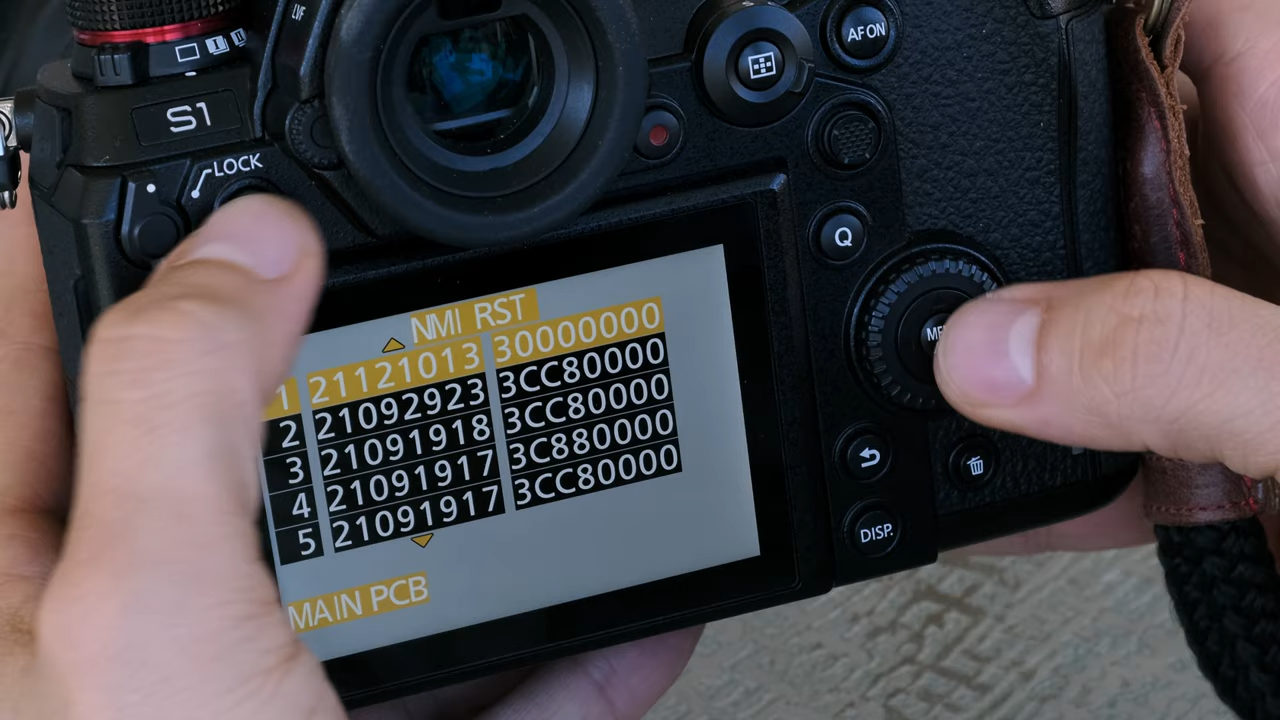 LVF
AF ON
S1
LOCK
Q
NMI RST
1 21121013 30000000
2 21092923 3CC80000
3 21091918 3CC80000
4 21091917 3C880000
5 21091917 3CC80000
MAIN PCB
DISP.